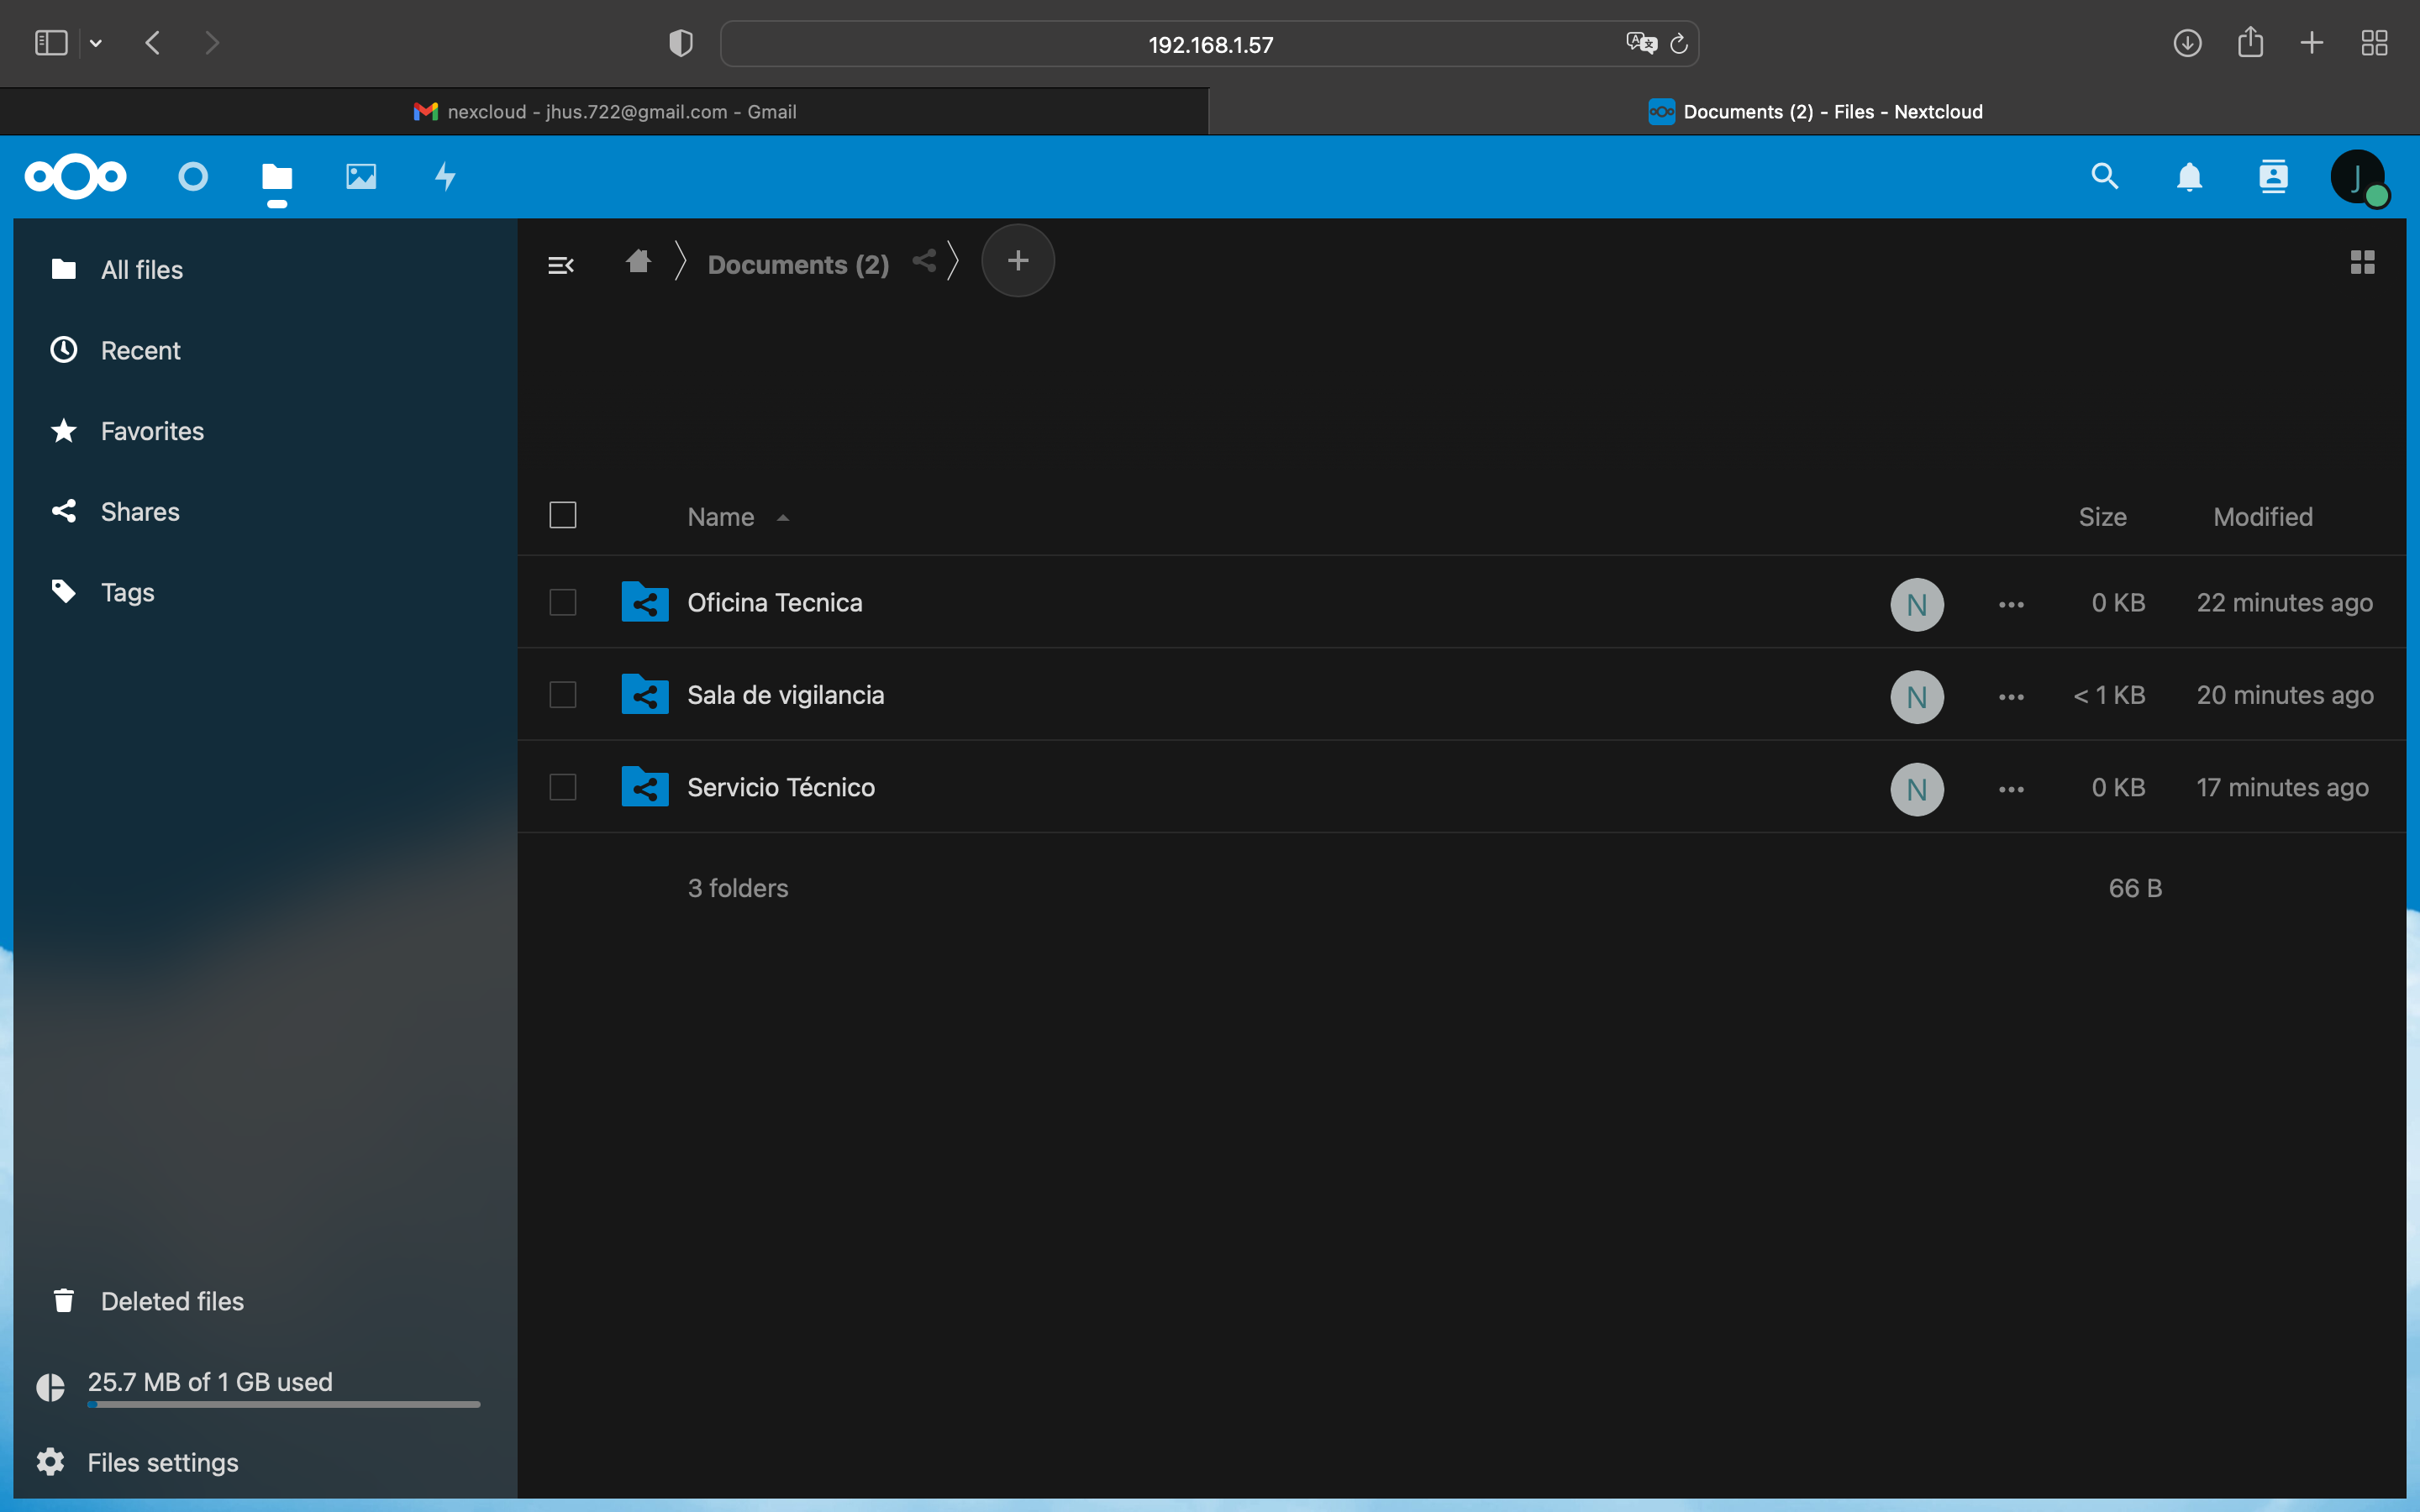 192.168.1.57
nexcloud - jhus.722@gmail.com - Gmail
Documents (2) - Files - Nextcloud
J
All files
Recent
Favorites
Shares
Tags
Documents (2)
Name Size Modified
Oficina Tecnica N 0 KB 22 minutes ago
Sala de vigilancia N < 1 KB 20 minutes ago
Servicio Técnico N 0 KB 17 minutes ago
3 folders 66 B
Deleted files
25.7 MB of 1 GB used
Files settings